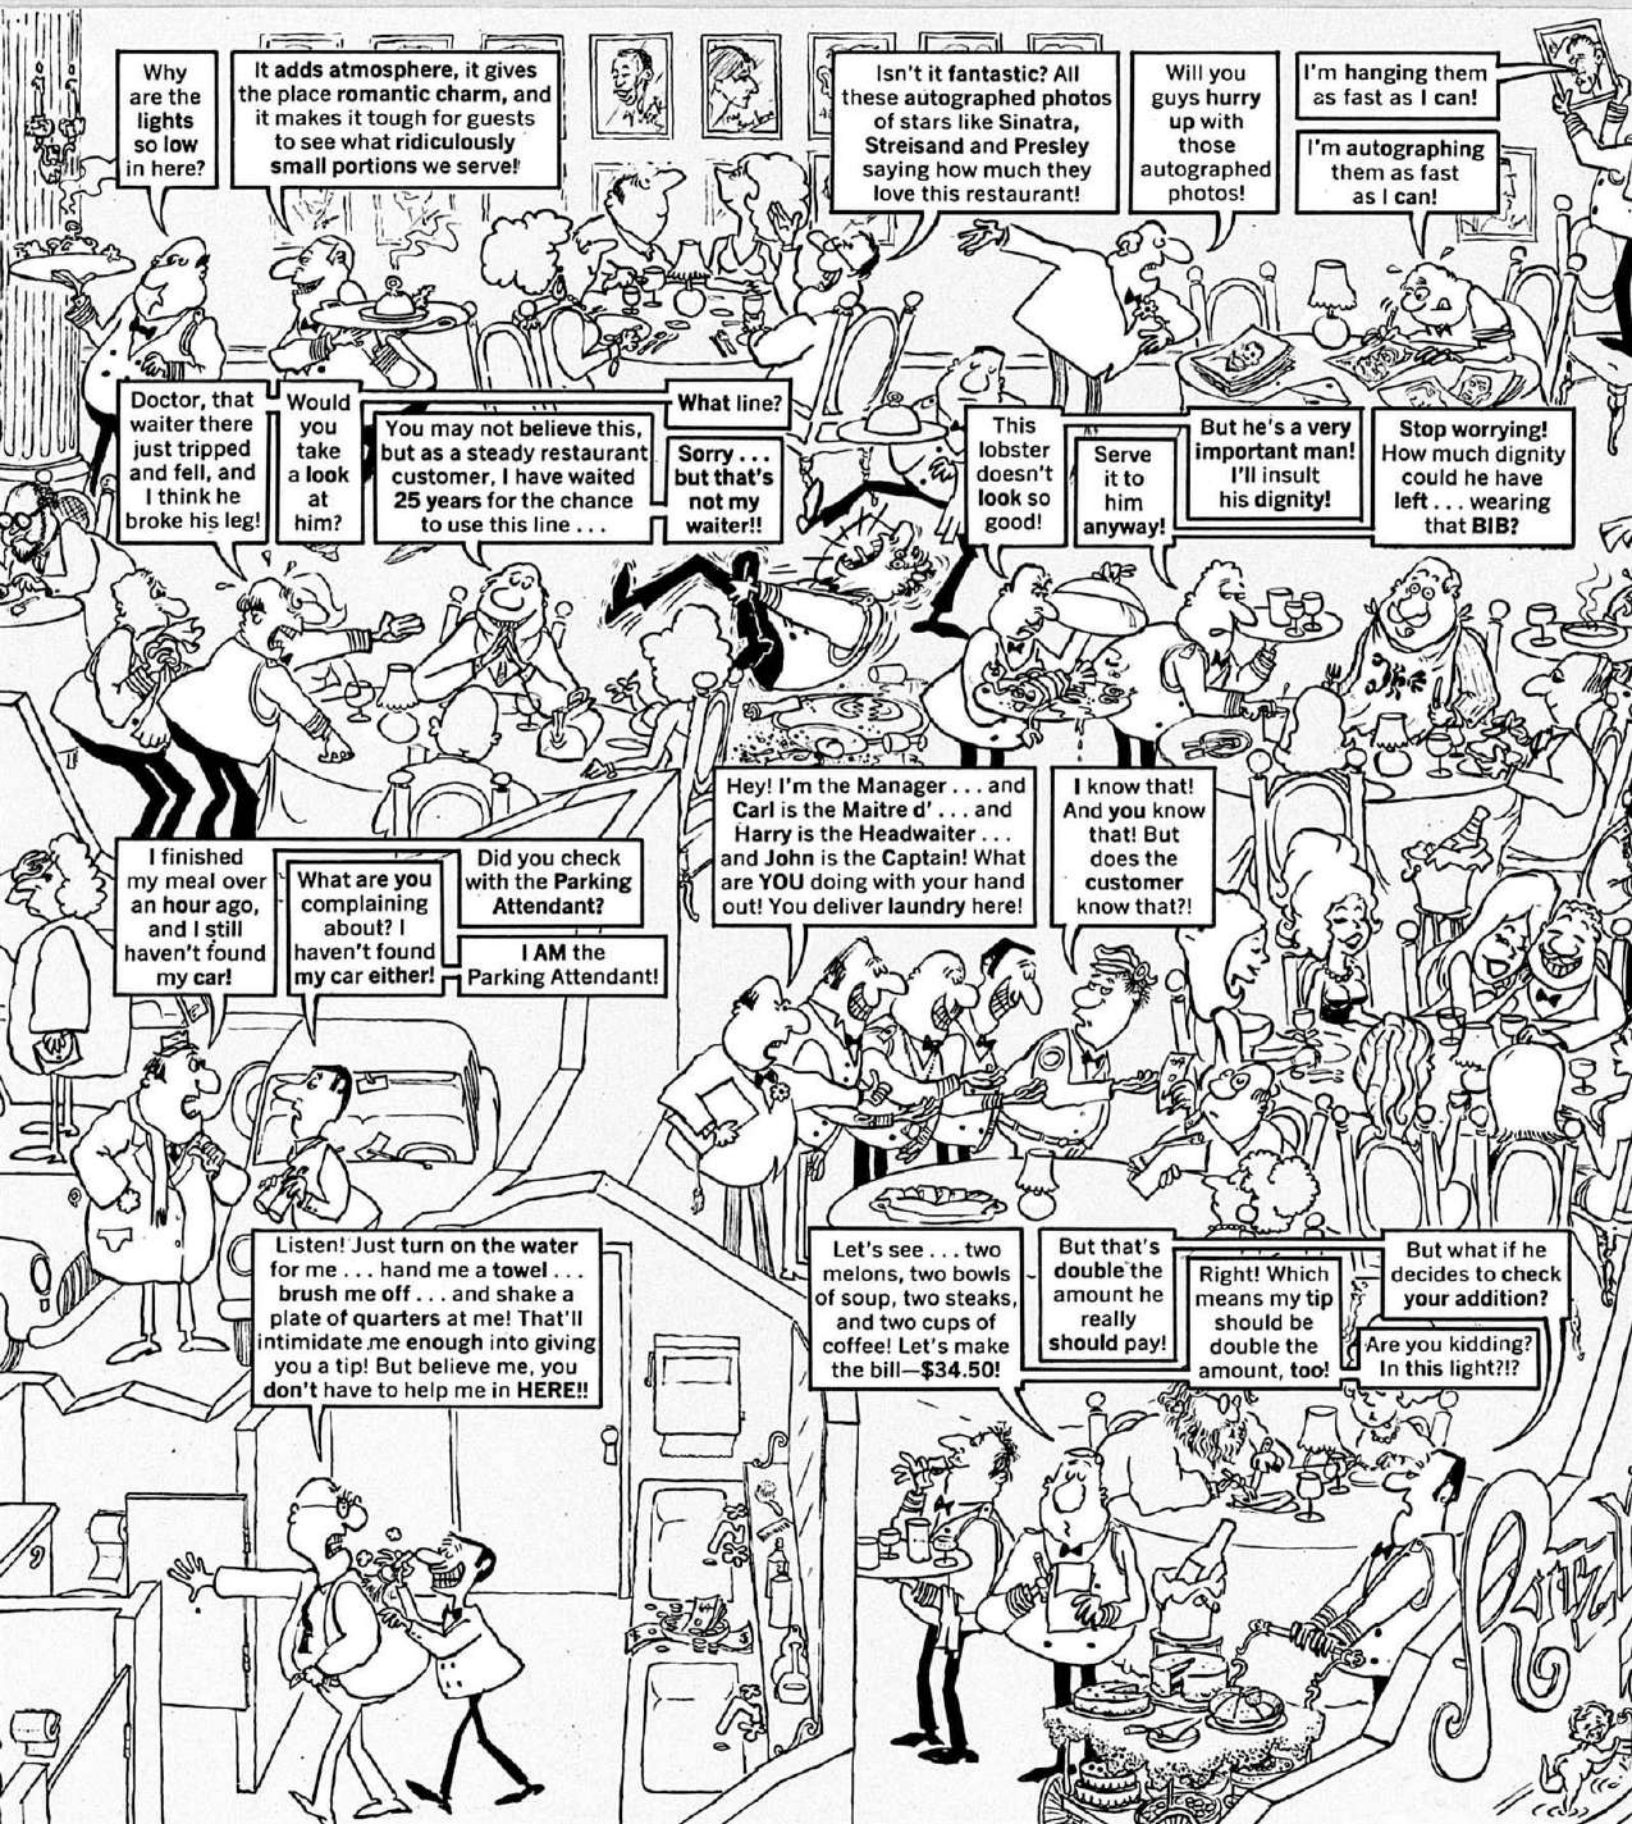 Why
are the
lights
so low
in here?
It adds atmosphere, it gives
the place romantic charm, and
it makes it tough for guests
to see what ridiculously
small portions we serve!
Isn't it fantastic? All
these autographed photos
of stars like Sinatra,
Streisand and Presley
saying how much they
love this restaurant!
Will you
guys hurry
up with
those
autographed
photos!
I'm hanging them
as fast as I can!
I'm autographing
them as fast
as I can!
Doctor, that
waiter there
just tripped
and fell, and
I think he
broke his leg!
Would
you
take
a look
at
him?
You may not believe this,
but as a steady restaurant
customer, I have waited
25 years for the chance
to use this line . . .
What line?
Sorry . . .
but that's
not my
waiter!!
This
lobster
doesn't
look so
good!
Serve
it to
him
anyway!
But he's a very
important man!
I'll insult
his dignity!
Stop worrying!
How much dignity
could he have
left . . . wearing
that BIB?
I finished
my meal over
an hour ago,
and I still
haven't found
my car!
What are you
complaining
about? I
haven't found
my car either!
Did you check
with the Parking
Attendant?
I AM the
Parking Attendant!
Hey! I'm the Manager . . . and
Carl is the Maitre d' . . . and
Harry is the Headwaiter . . .
and John is the Captain! What
are YOU doing with your hand
out! You deliver laundry here!
I know that!
And you know
that! But
does the
customer
know that?!
Listen! Just turn on the water
for me . . . hand me a towel . . .
brush me off . . . and shake a
plate of quarters at me! That'll
intimidate me enough into giving
you a tip! But believe me, you
don't have to help me in HERE!!
Let's see . . . two
melons, two bowls
of soup, two steaks,
and two cups of
coffee! Let's make
the bill—$34.50!
But that's
double the
amount he
really
should pay!
Right! Which
means my tip
should be
double the
amount, too!
But what if he
decides to check
your addition?
Are you kidding?
In this light?!?